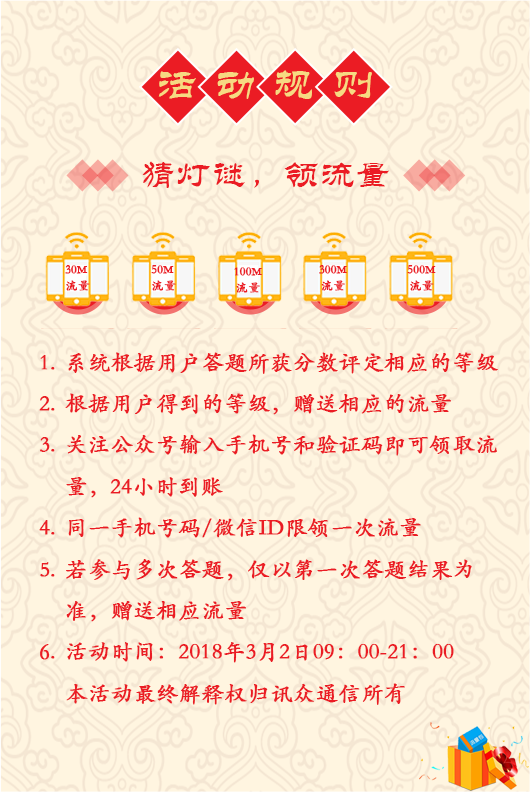 活动规则
猜灯谜，领流量
30M 50M 100M 300M 500M
流量 流量 流量 流量 流量
1. 系统根据用户答题所获分数评定相应的等级
2. 根据用户得到的等级，赠送相应的流量
3. 关注公众号输入手机号和验证码即可领取流
量，24小时到账
4. 同一手机号码/微信ID限领一次流量
5. 若参与多次答题，仅以第一次答题结果为
准，赠送相应流量
6. 活动时间：2018年3月2日09：00-21：00
本活动最终解释权归讯众通信所有